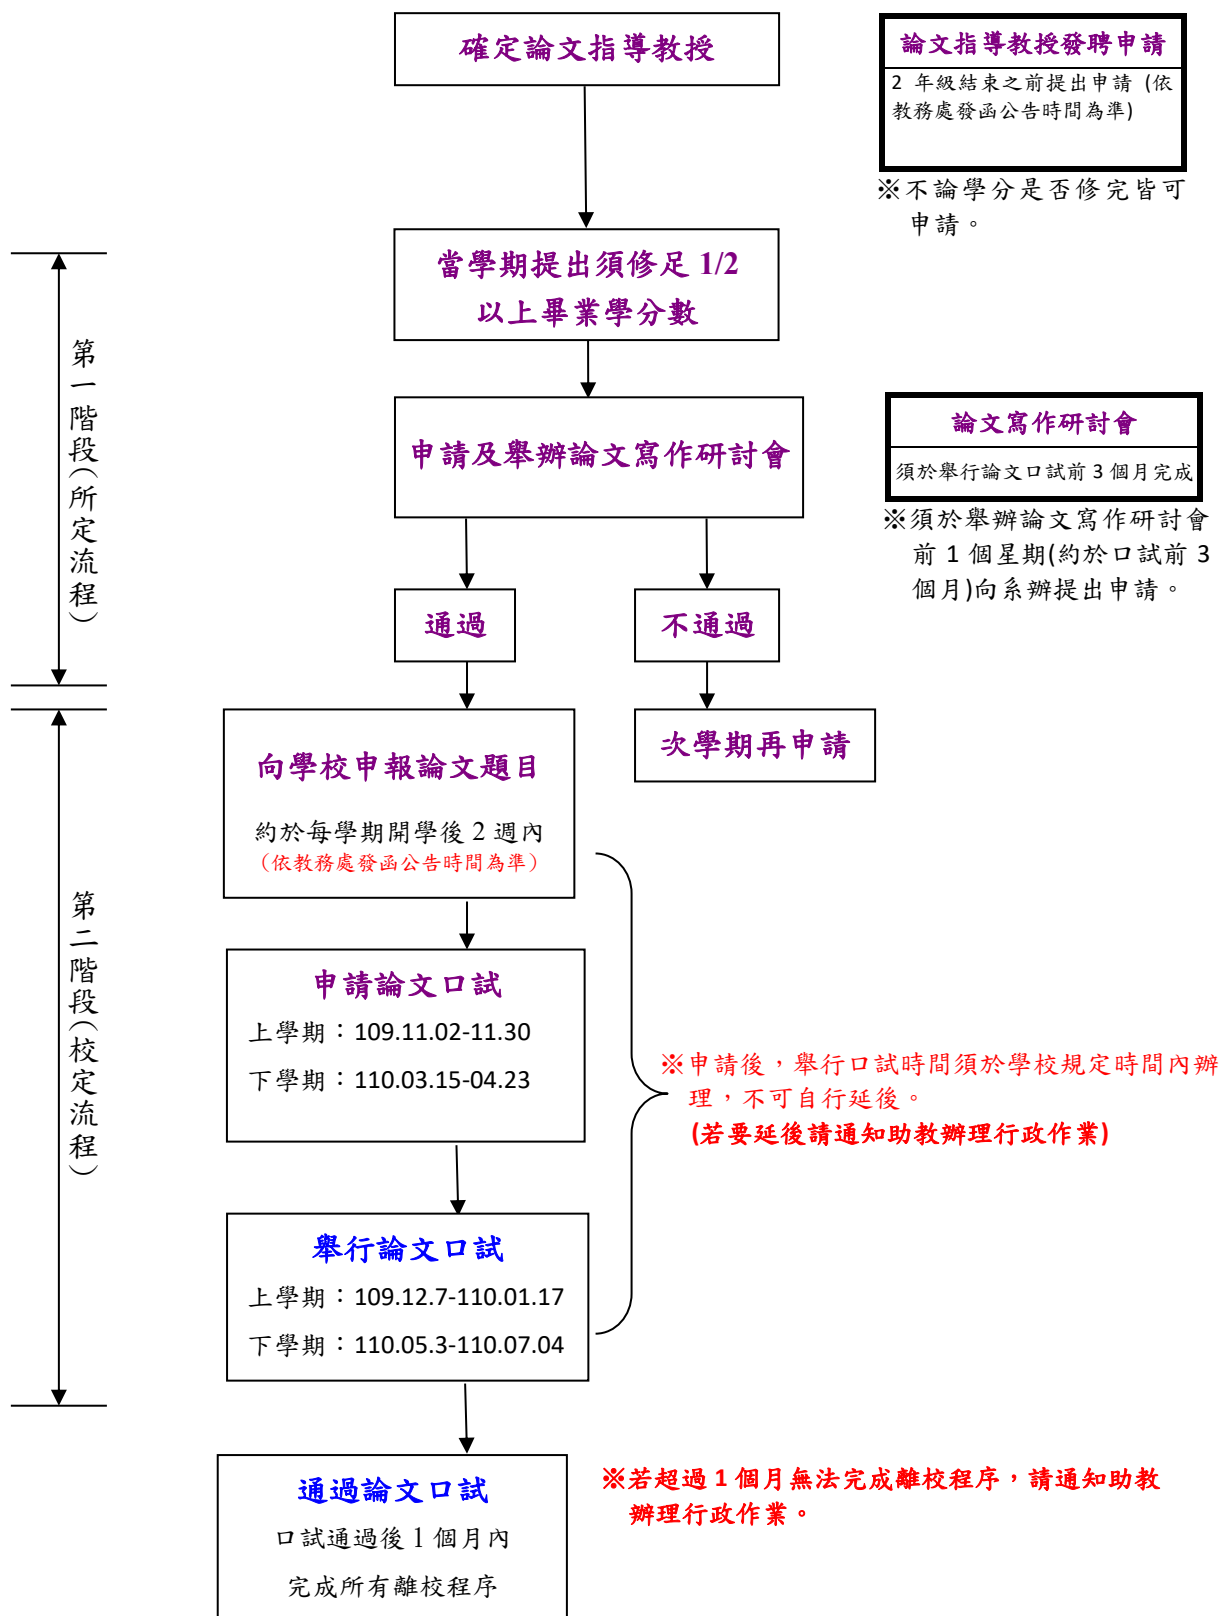 確定論文指導教授
論文指導教授發聘申請
2 年級結束之前提出申請 (依
教務處發函公告時間為準)
※不論學分是否修完皆可
申請。
當學期提出須修足 1/2
以上畢業學分數
第一階段（所定流程）
申請及舉辦論文寫作研討會
論文寫作研討會
須於舉行論文口試前 3 個月完成
※須於舉辦論文寫作研討會
前 1 個星期(約於口試前 3
個月)向系辦提出申請。
通過
不通過
向學校申報論文題目
約於每學期開學後 2 週內
（依教務處發函公告時間為準）
次學期再申請
第二階段（校定流程）
申請論文口試
上學期：109.11.02-11.30
下學期：110.03.15-04.23
※申請後，舉行口試時間須於學校規定時間內辦
理，不可自行延後。
(若要延後請通知助教辦理行政作業)
舉行論文口試
上學期：109.12.7-110.01.17
下學期：110.05.3-110.07.04
通過論文口試
口試通過後 1 個月內
完成所有離校程序
※若超過 1 個月無法完成離校程序，請通知助教
辦理行政作業。